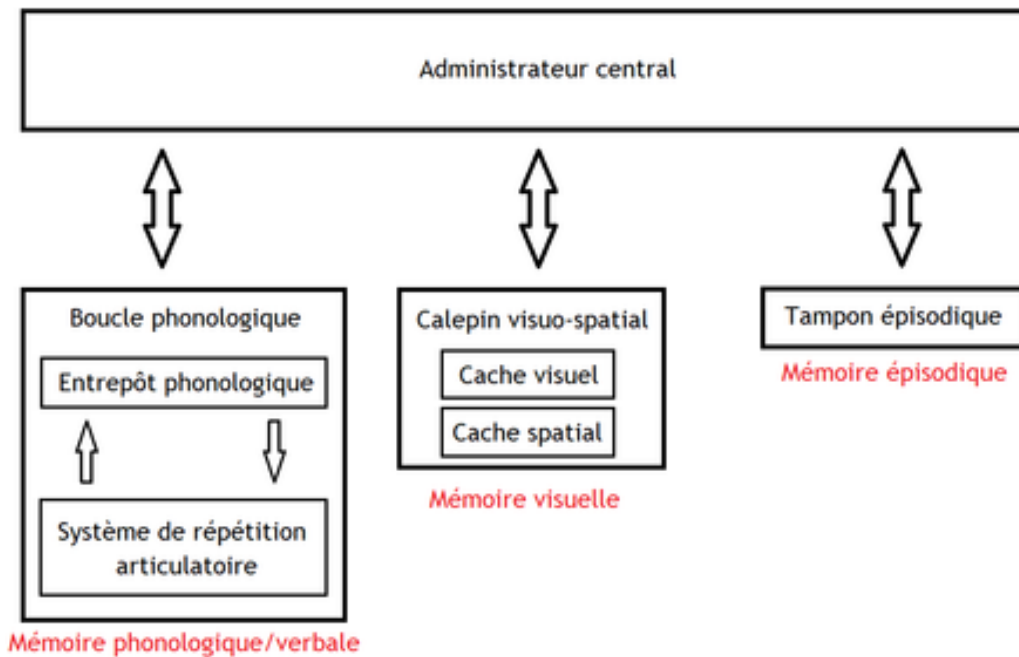 Administrateur central
Boucle phonologique
Entrepôt phonologique
Système de répétition
articulatoire
Mémoire phonologique/verbale
Calepin visuo-spatial
Cache visuel
Cache spatial
Mémoire visuelle
Tampon épisodique
Mémoire épisodique